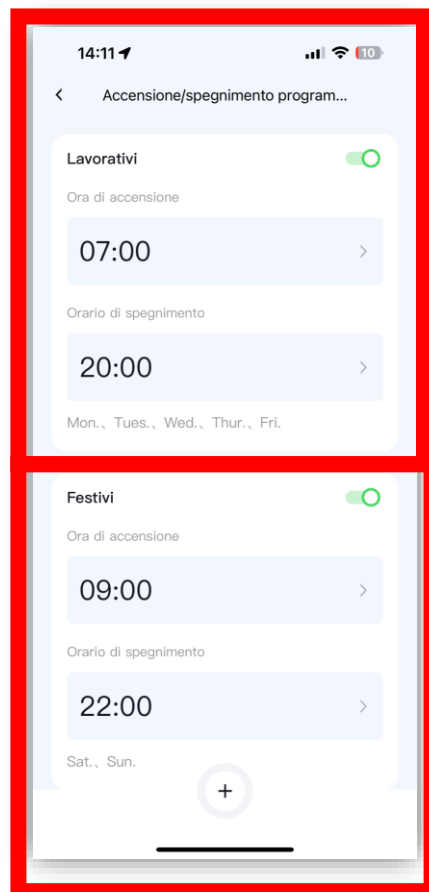 14:11
10
Accensione/spegnimento program...
Lavorativi
Ora di accensione
07:00
Orario di spegnimento
20:00
Mon.、Tues.、Wed.、Thur.、Fri.
Festivi
Ora di accensione
09:00
Orario di spegnimento
22:00
Sat.、Sun.
+